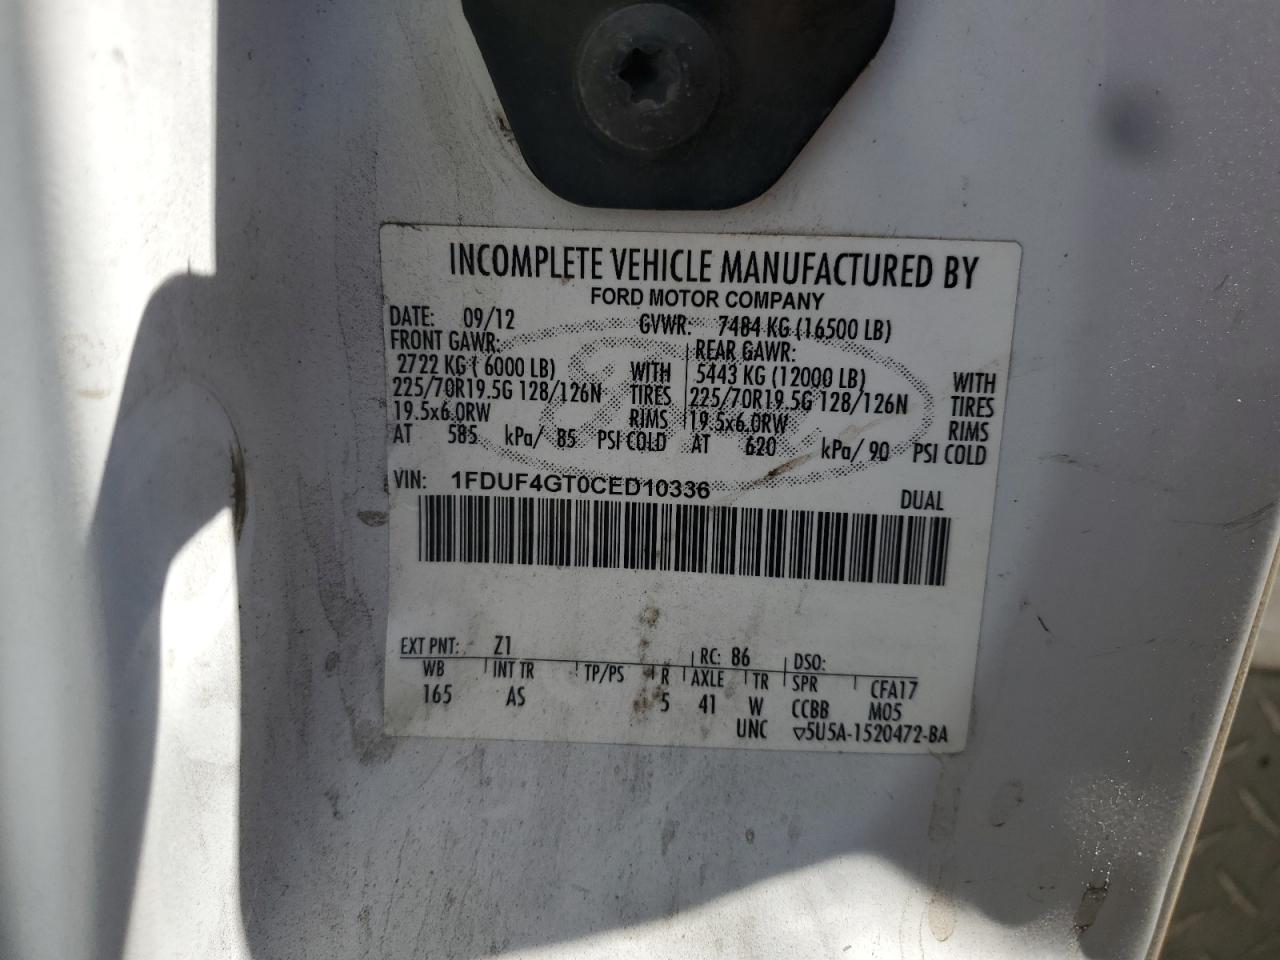 INCOMPLETE VEHICLE MANUFACTURED BY
FORD MOTOR COMPANY
DATE: 09/12 GVWR: 7484 KG (16500 LB)
FRONT GAWR: REAR GAWR:
2722 KG ( 6000 LB) WITH 5443 KG (12000 LB) WITH
225/70R19.5G 128/126N TIRES 225/70R19.5G 128/126N TIRES
19.5x6.0RW RIMS 19.5x6.0RW RIMS
AT 585 kPa/ 85 PSI COLD AT 620 kPa/ 90 PSI COLD
VIN: 1FDUF4GT0CED10336 DUAL
EXT PNT: Z1 RC: 86 DSO:
WB INT TR TP/PS R AXLE TR SPR CFA17
165 AS 5 41 W CCBB M05
UNC ▽5U5A-1520472-BA